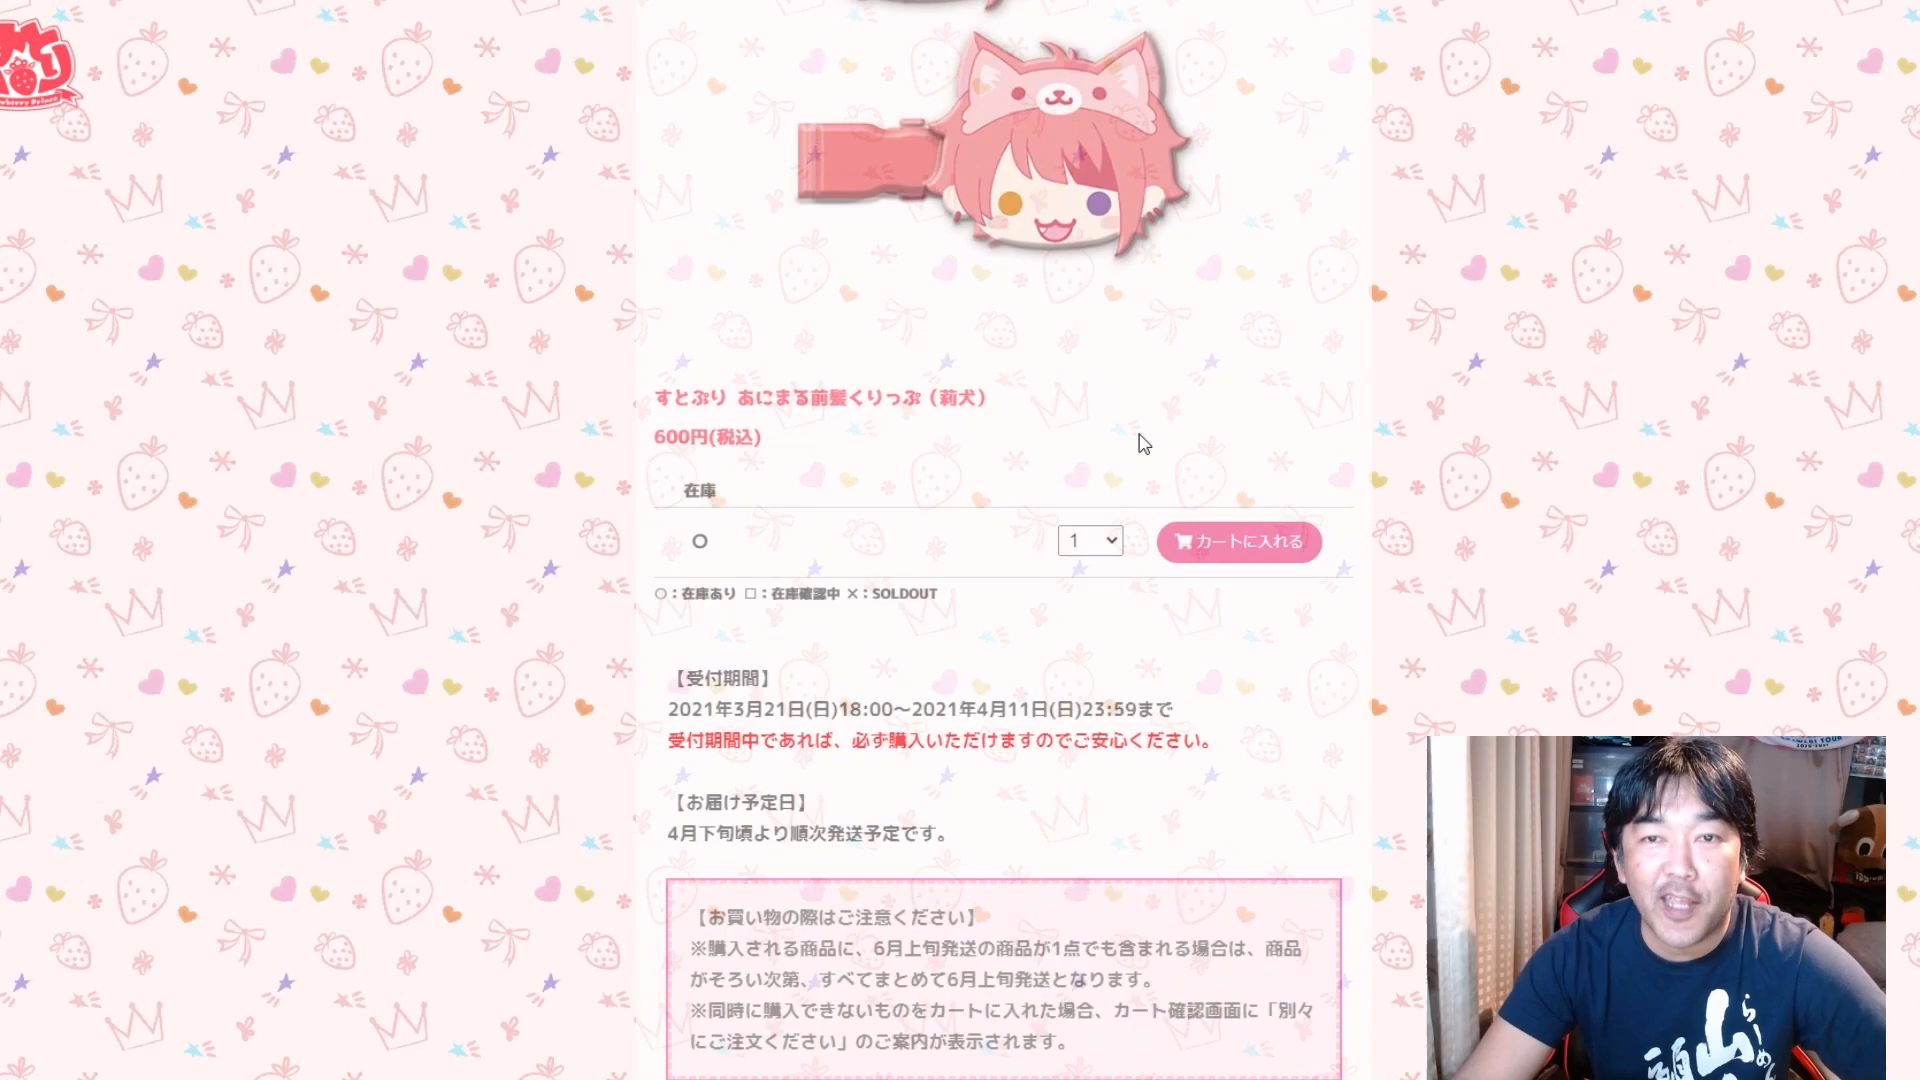 すとぷり あにまる前髪くりっぷ（莉犬）
600円(税込)
在庫
○
1
カートに入れる
○：在庫あり □：在庫確認中 ×：SOLDOUT
【受付期間】
2021年3月21日(日)18:00〜2021年4月11日(日)23:59まで
受付期間中であれば、必ず購入いただけますのでご安心ください。
【お届け予定日】
4月下旬頃より順次発送予定です。
【お買い物の際はご注意ください】
※購入される商品に、6月上旬発送の商品が1点でも含まれる場合は、商品
がそろい次第、すべてまとめて6月上旬発送となります。
※同時に購入できないものをカートに入れた場合、カート確認画面に「別々
にご注文ください」のご案内が表示されます。
らーめん
山
頭